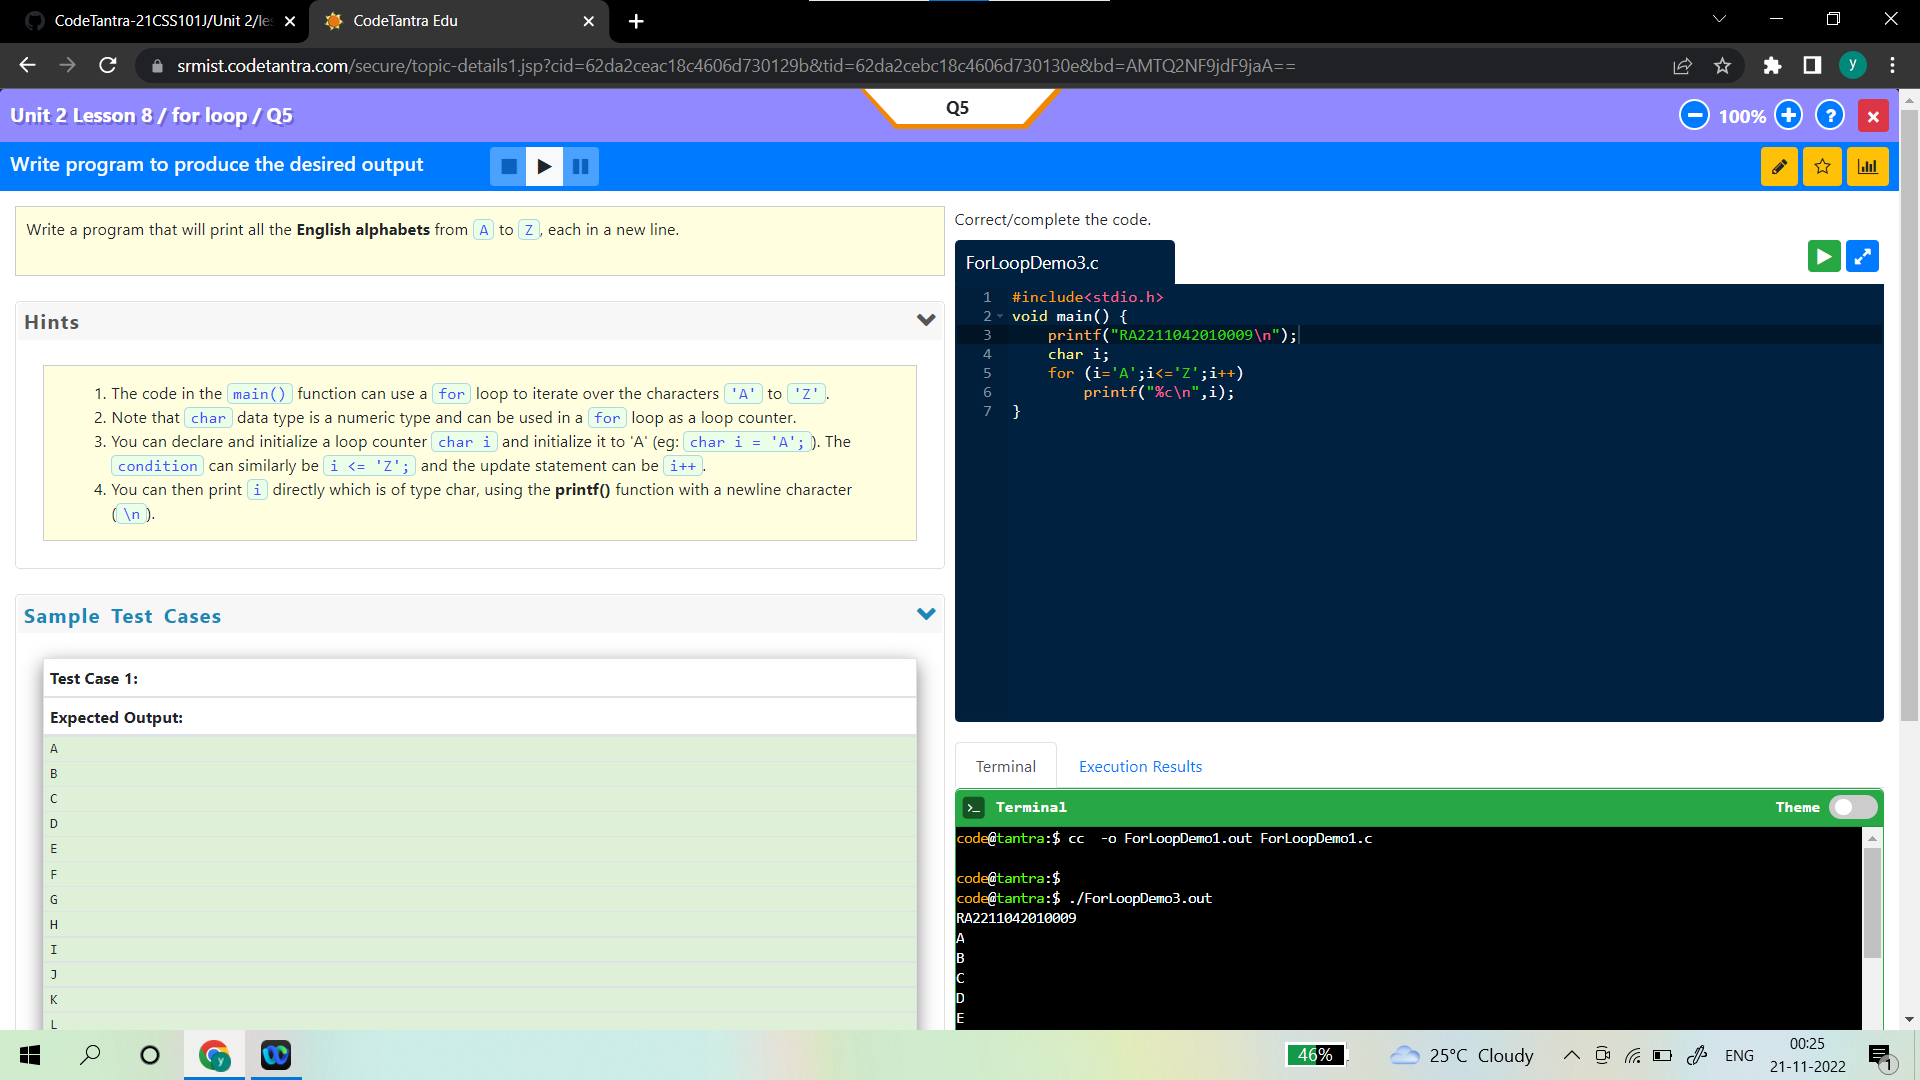 CodeTantra-21CSS101J/Unit 2/les
CodeTantra Edu
srmist.codetantra.com/secure/topic-details1.jsp?cid=62da2ceac18c4606d730129b&tid=62da2cebc18c4606d730130e&bd=AMTQ2NF9jdF9jaA==
y
Unit 2 Lesson 8 / for loop / Q5
Q5
100%
?
Write program to produce the desired output
Write a program that will print all the English alphabets from A to Z, each in a new line.
Hints
1. The code in the main() function can use a for loop to iterate over the characters 'A' to 'Z'.
2. Note that char data type is a numeric type and can be used in a for loop as a loop counter.
3. You can declare and initialize a loop counter char i and initialize it to 'A' (eg: char i = 'A'; ). The
condition can similarly be i <= 'Z'; and the update statement can be i++.
4. You can then print i directly which is of type char, using the printf() function with a newline character
(\n).
Sample Test Cases
Test Case 1:
Expected Output:
A
B
C
D
E
F
G
H
I
J
K
L
Correct/complete the code.
ForLoopDemo3.c
1 #include<stdio.h>
2 void main() {
3 printf("RA2211042010009\n");
4 char i;
5 for (i='A';i<='Z';i++)
6 printf("%c\n",i);
7 }
Terminal
Execution Results
Terminal
Theme
code@tantra:$ cc -o ForLoopDemo1.out ForLoopDemo1.c
code@tantra:$
code@tantra:$ ./ForLoopDemo3.out
RA2211042010009
A
B
C
D
E
y
46%
25°C Cloudy
ENG
00:25
21-11-2022
1